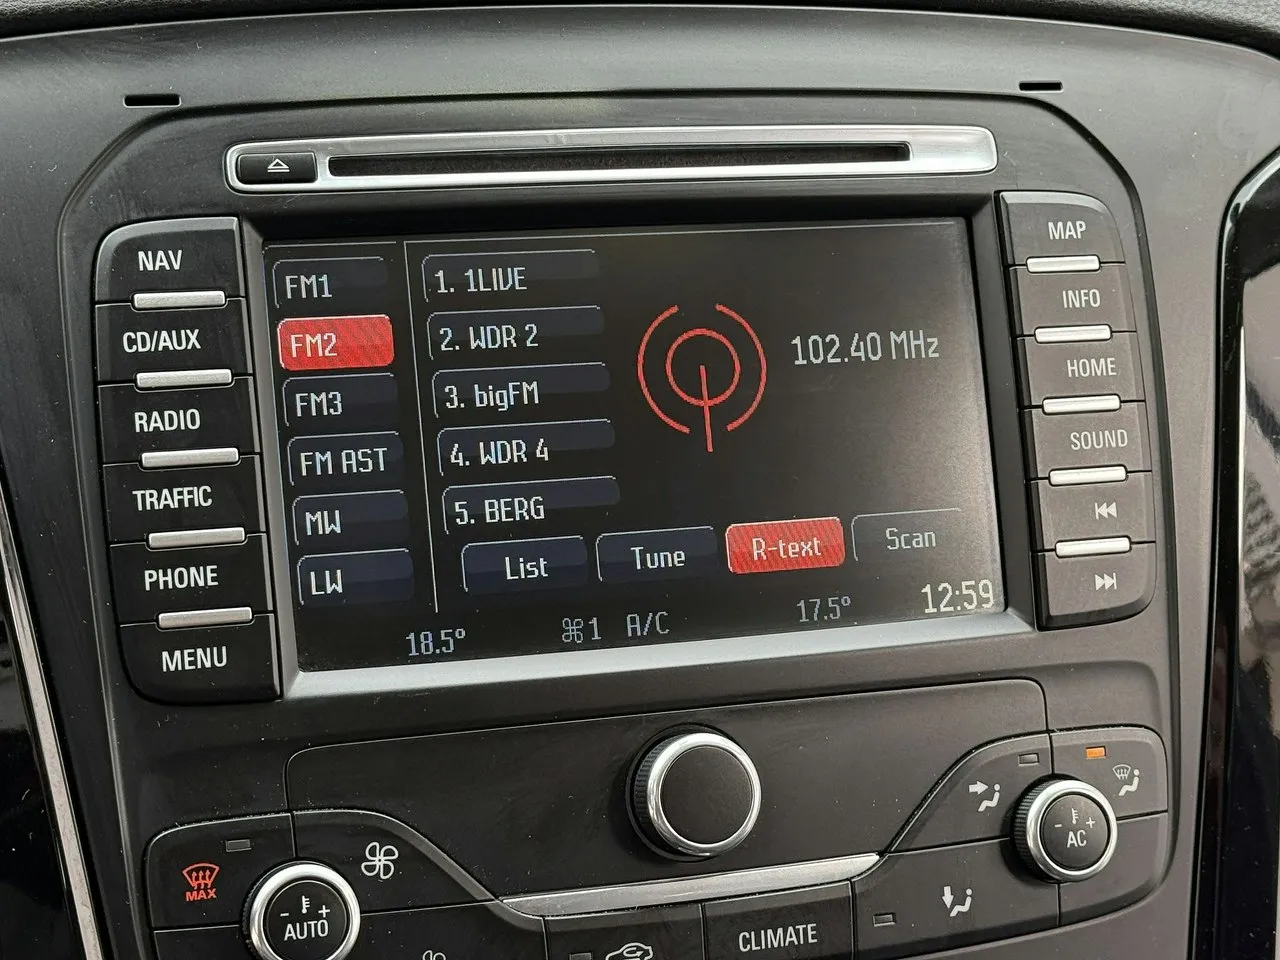 NAV
CD/AUX
RADIO
TRAFFIC
PHONE
MENU
FM1
FM2
FM3
FM AST
MW
LW
1. 1LIVE
2. WDR 2
3. bigFM
4. WDR 4
5. BERG
102.40 MHz
List
Tune
R-text
Scan
18.5°
1 A/C
17.5°
12:59
MAP
INFO
HOME
SOUND
MAX
- +
AUTO
- +
AC
CLIMATE